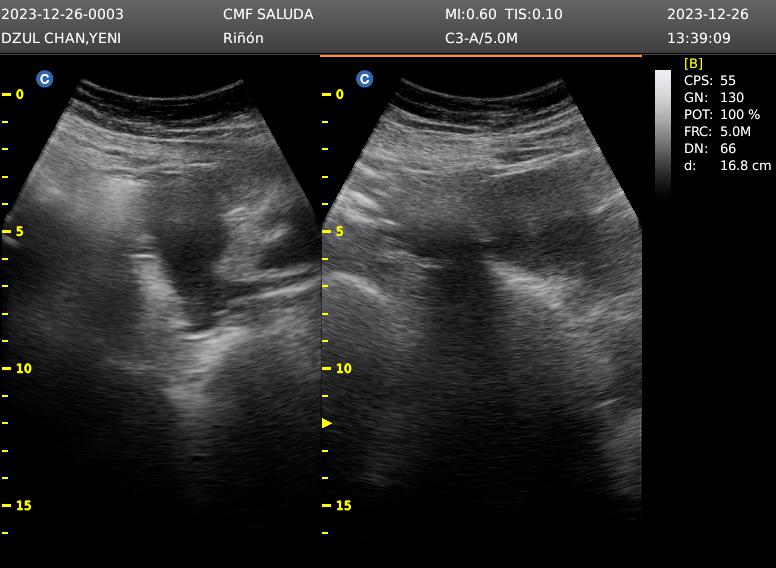 2023-12-26-0003 CMF SALUDA MI:0.60 TIS:0.10 2023-12-26
DZUL CHAN,YENI Riñón C3-A/5.0M 13:39:09
C C
[B]
CPS: 55
GN: 130
POT: 100 %
FRC: 5.0M
DN: 66
d: 16.8 cm
0 0
5 5
10 10
15 15